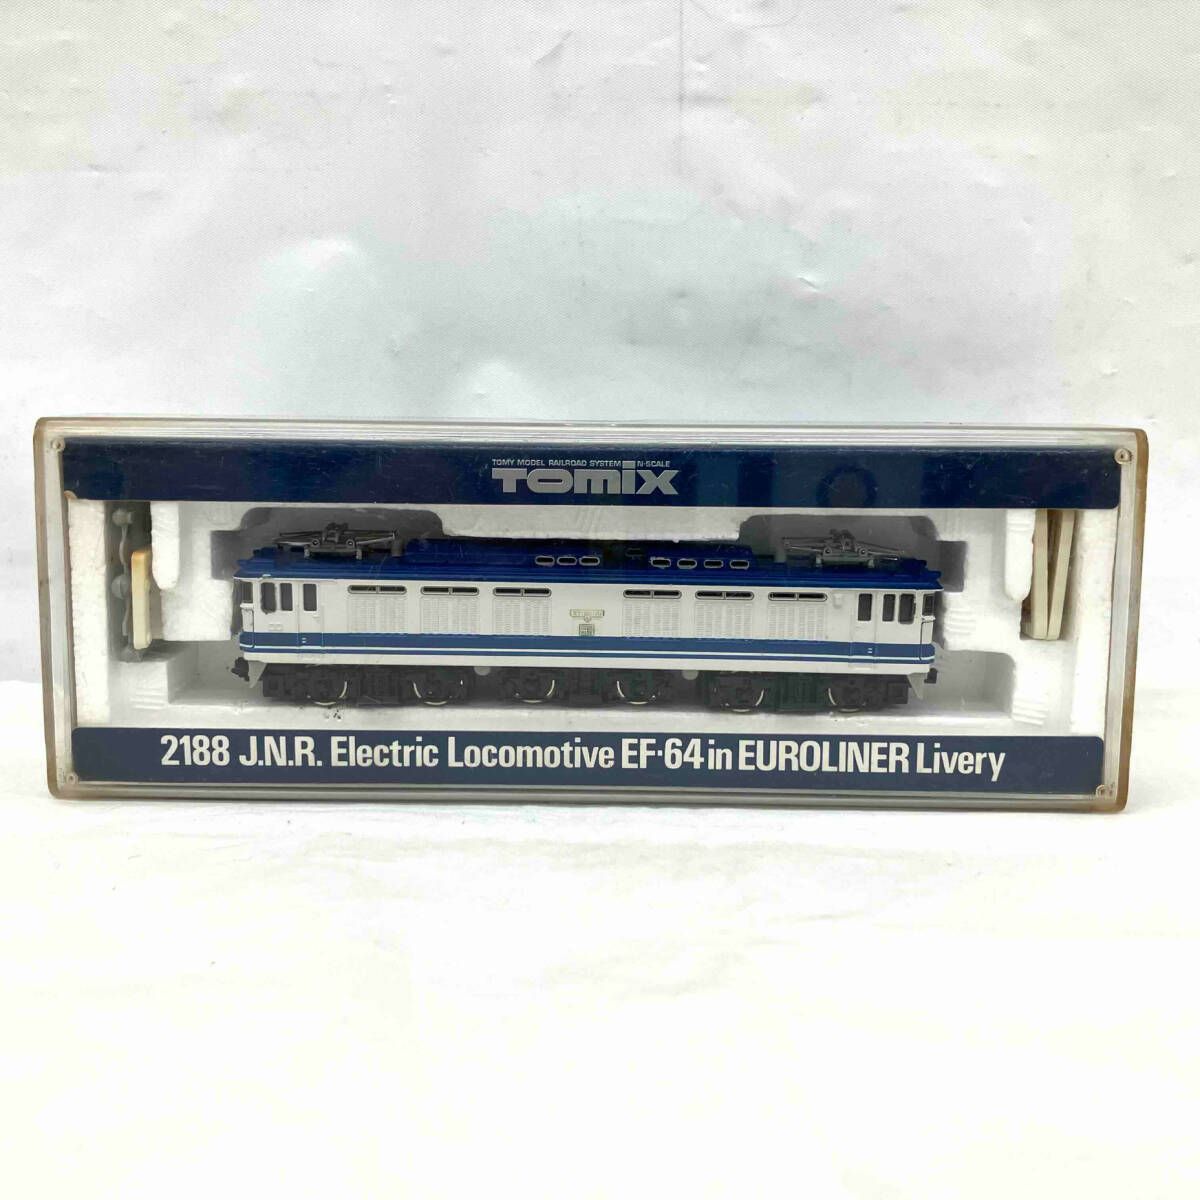 TOMY MODEL RAILROAD SYSTEM N-SCALE
TOMIX
2188 J.N.R. Electric Locomotive EF·64 in EUROLINER Livery